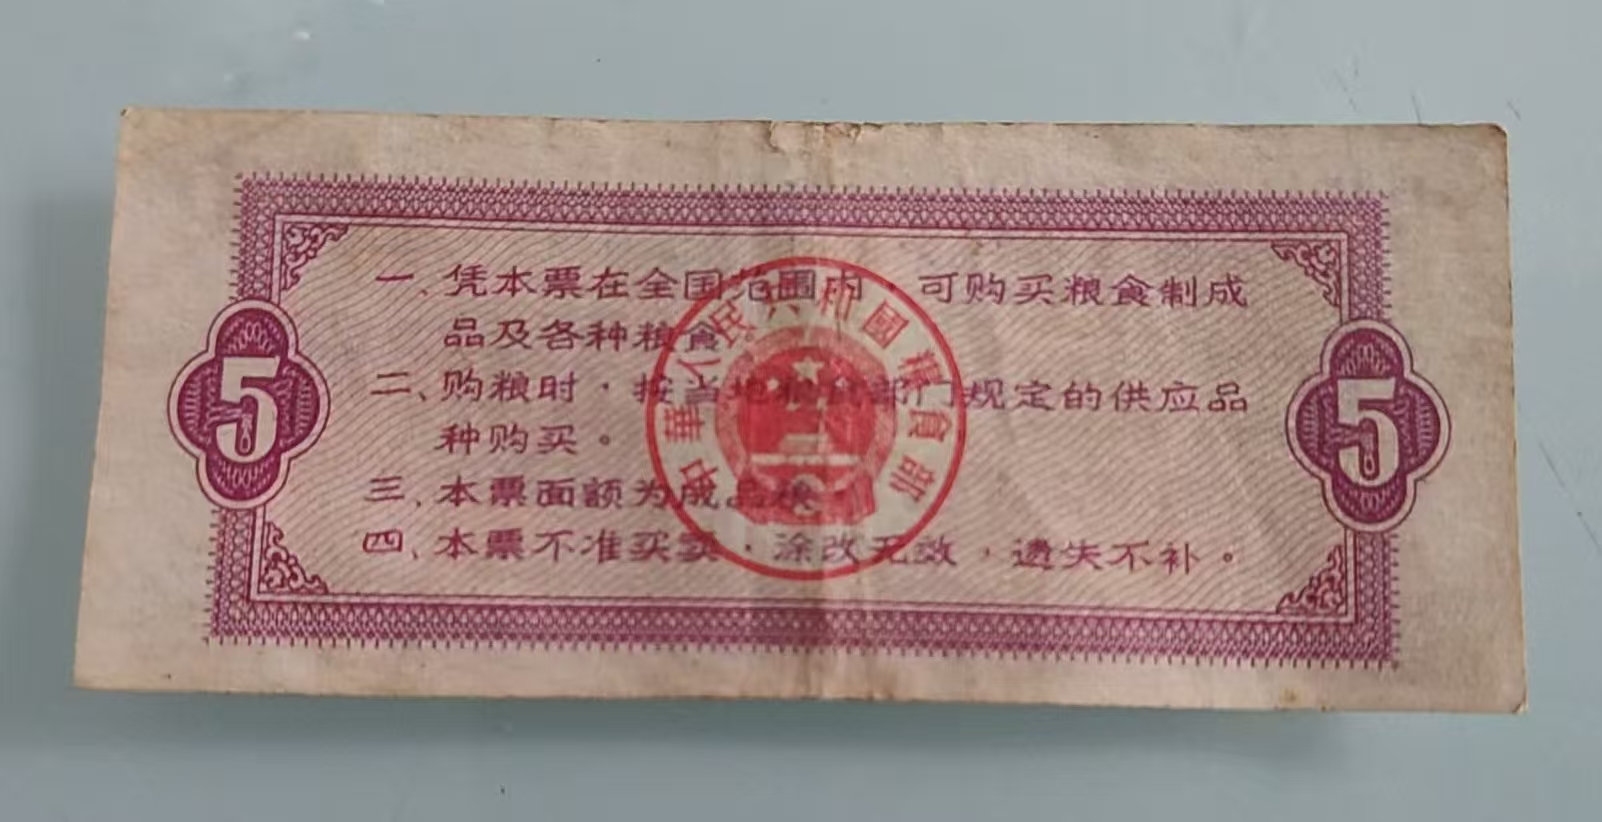 一、凭本票在全国范围内，可购买粮食制成
品及各种粮食。
二、购粮时，按当地粮食部门规定的供应品
种购买。
三、本票面额为成品粮。
四、本票不准买卖，涂改无效，遗失不补。
中華人民共和國糧食部
5
5